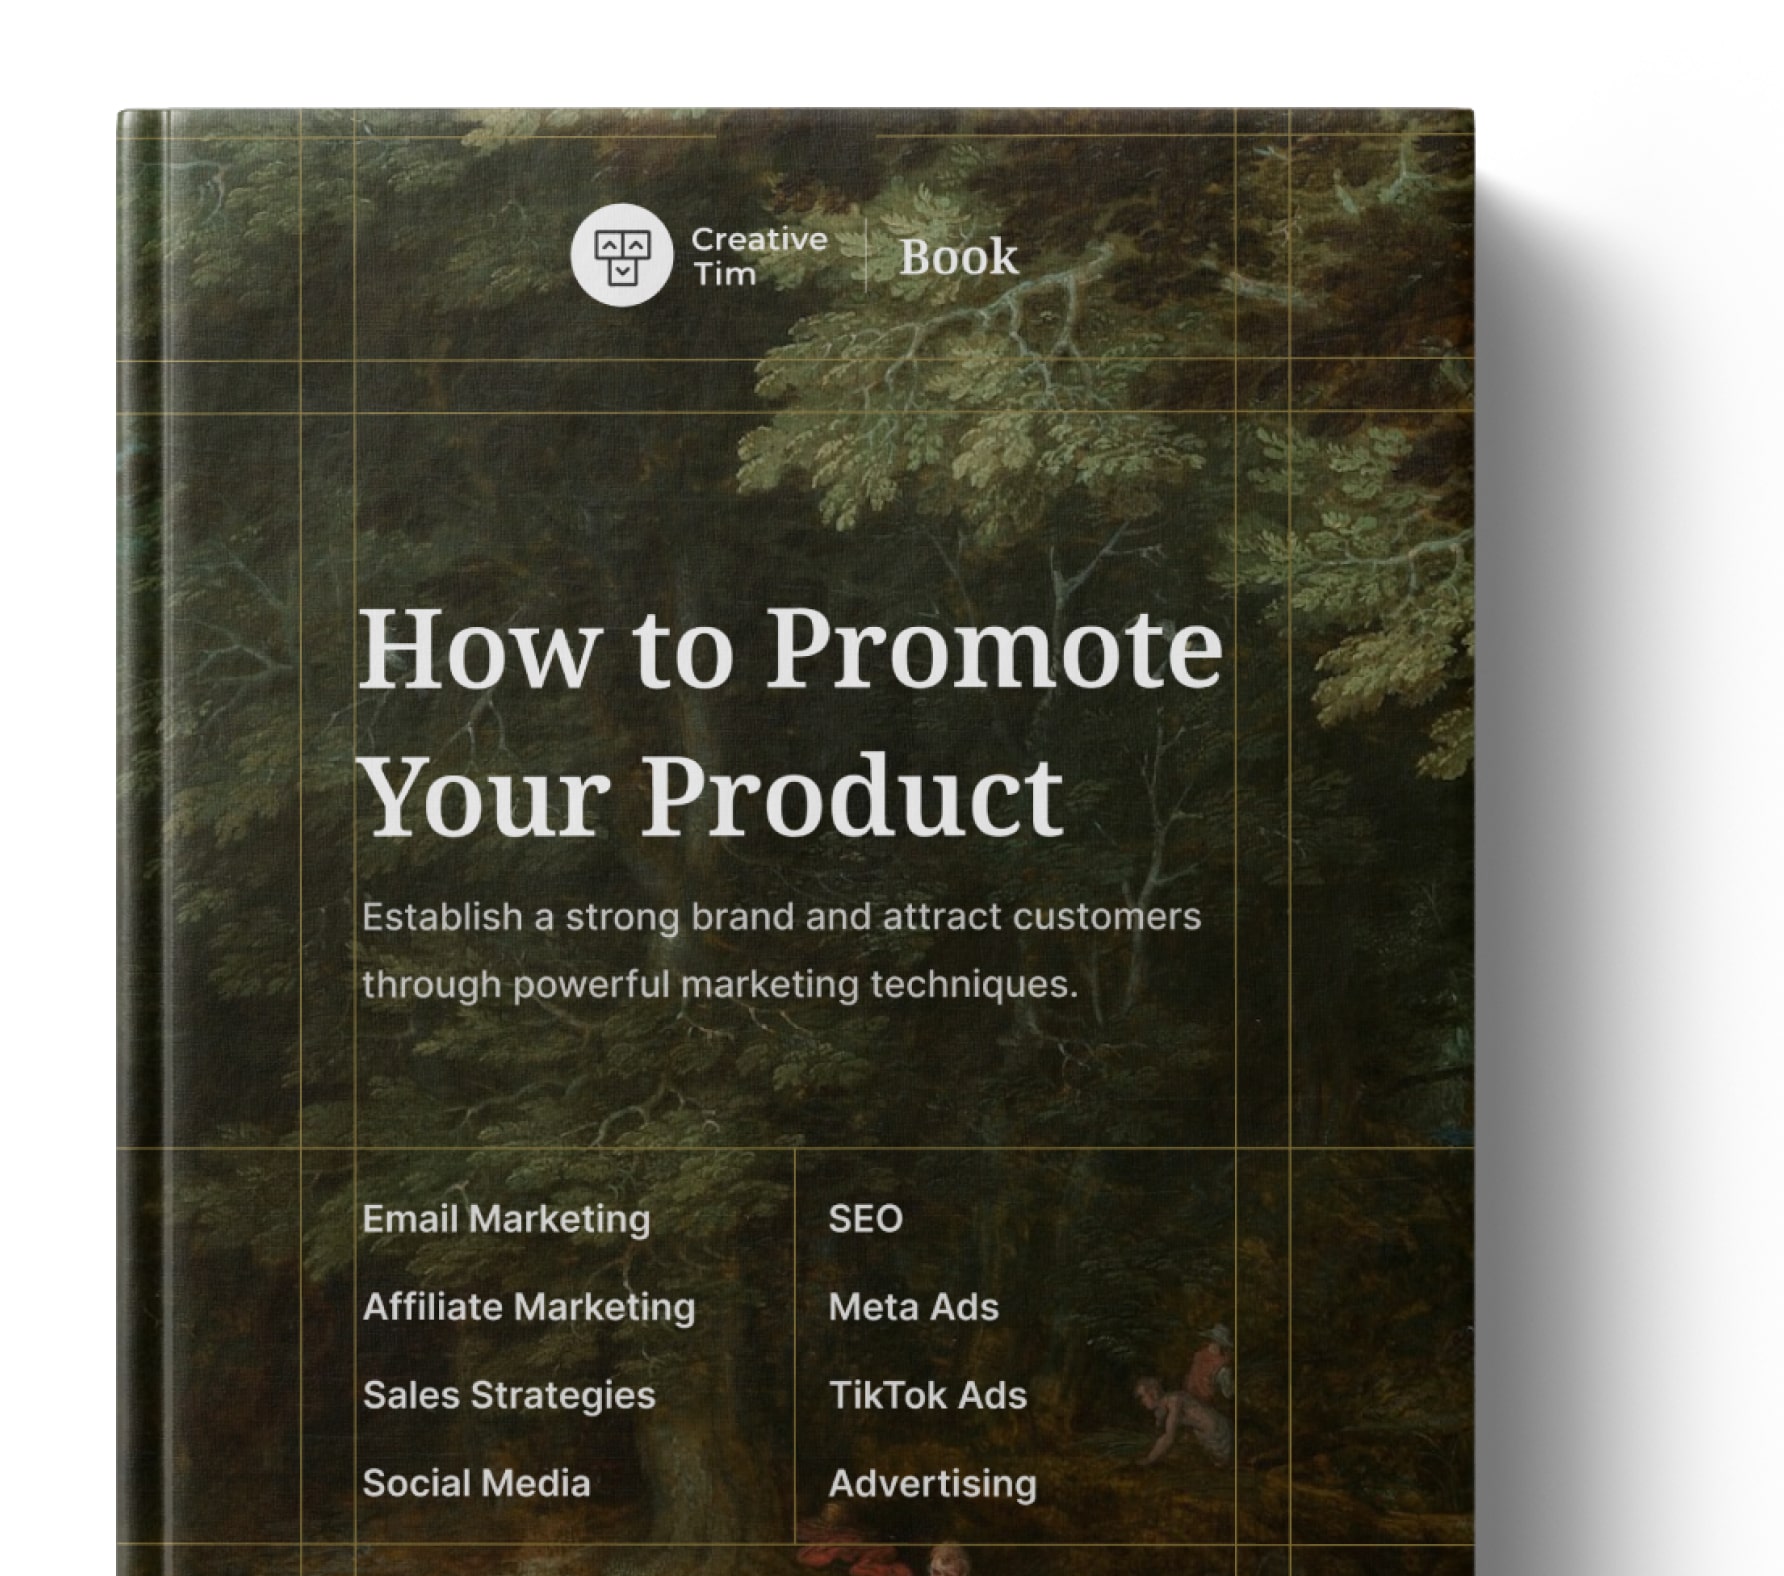 Creative
Tim
Book
How to Promote
Your Product
Establish a strong brand and attract customers
through powerful marketing techniques.
Email Marketing
Affiliate Marketing
Sales Strategies
Social Media
SEO
Meta Ads
TikTok Ads
Advertising